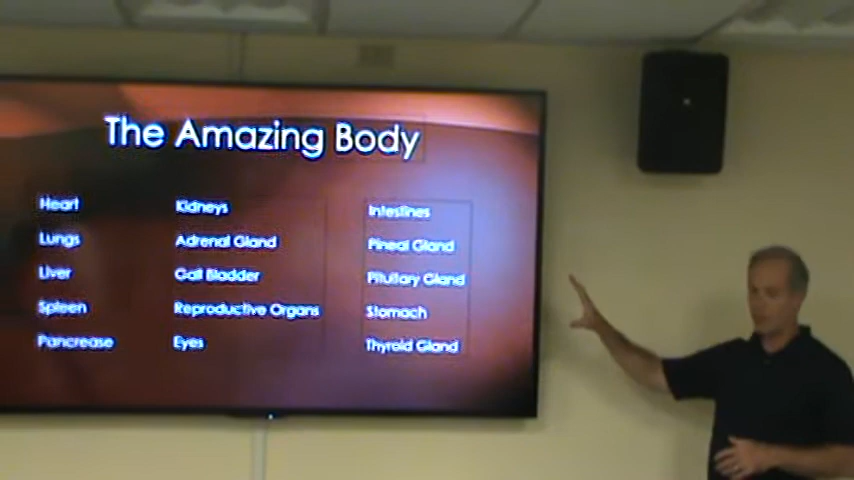 The Amazing Body
Heart
Lungs
Liver
Spleen
Pancrease
Kidneys
Adrenal Gland
Gall Bladder
Reproductive Organs
Eyes
Intestines
Pineal Gland
Pituitary Gland
Stomach
Thyroid Gland